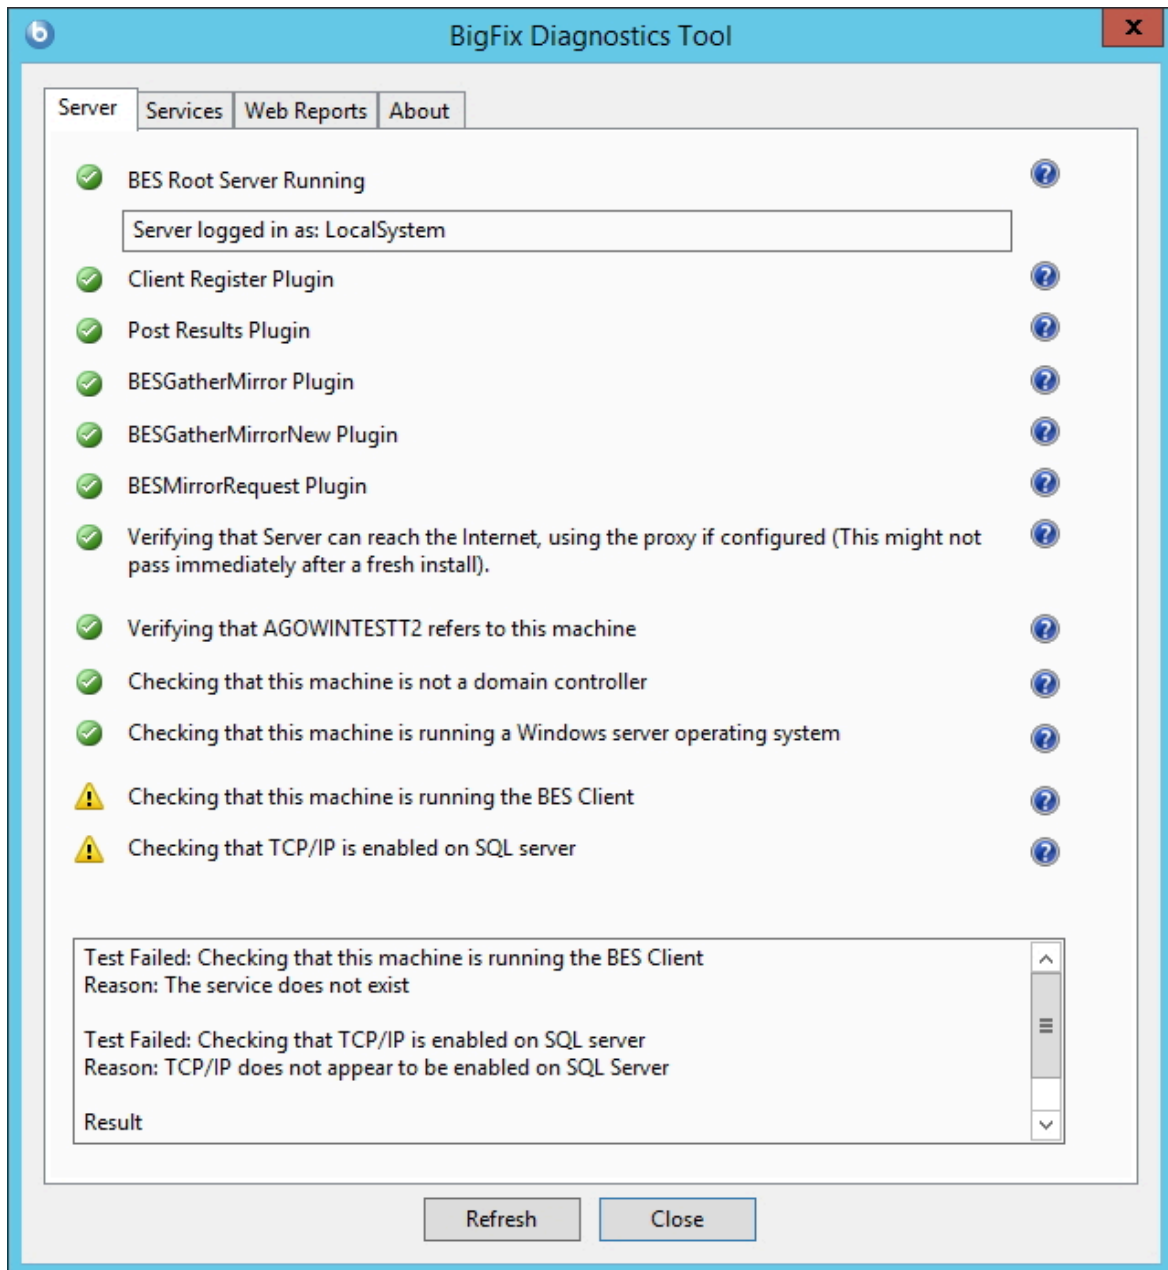 BigFix Diagnostics Tool
x
Server
Services
Web Reports
About
BES Root Server Running
Server logged in as: LocalSystem
Client Register Plugin
Post Results Plugin
BESGatherMirror Plugin
BESGatherMirrorNew Plugin
BESMirrorRequest Plugin
Verifying that Server can reach the Internet, using the proxy if configured (This might not
pass immediately after a fresh install).
Verifying that AGOWINTESTT2 refers to this machine
Checking that this machine is not a domain controller
Checking that this machine is running a Windows server operating system
Checking that this machine is running the BES Client
Checking that TCP/IP is enabled on SQL server
Test Failed: Checking that this machine is running the BES Client
Reason: The service does not exist
Test Failed: Checking that TCP/IP is enabled on SQL server
Reason: TCP/IP does not appear to be enabled on SQL Server
Result
Refresh
Close